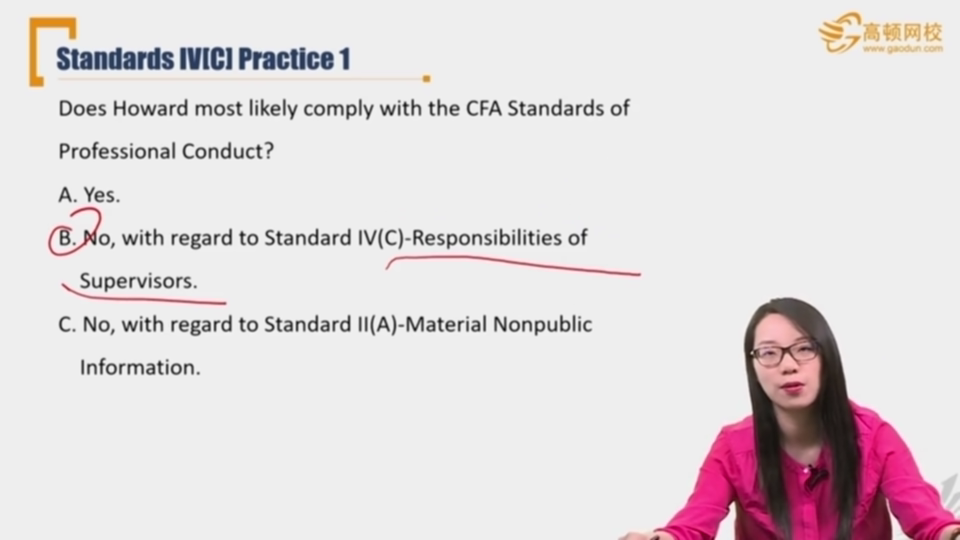 Standards IV[C] Practice 1
高顿网校
www.gaodun.com
Does Howard most likely comply with the CFA Standards of
Professional Conduct?
A. Yes.
B. No, with regard to Standard IV(C)-Responsibilities of
Supervisors.
C. No, with regard to Standard II(A)-Material Nonpublic
Information.